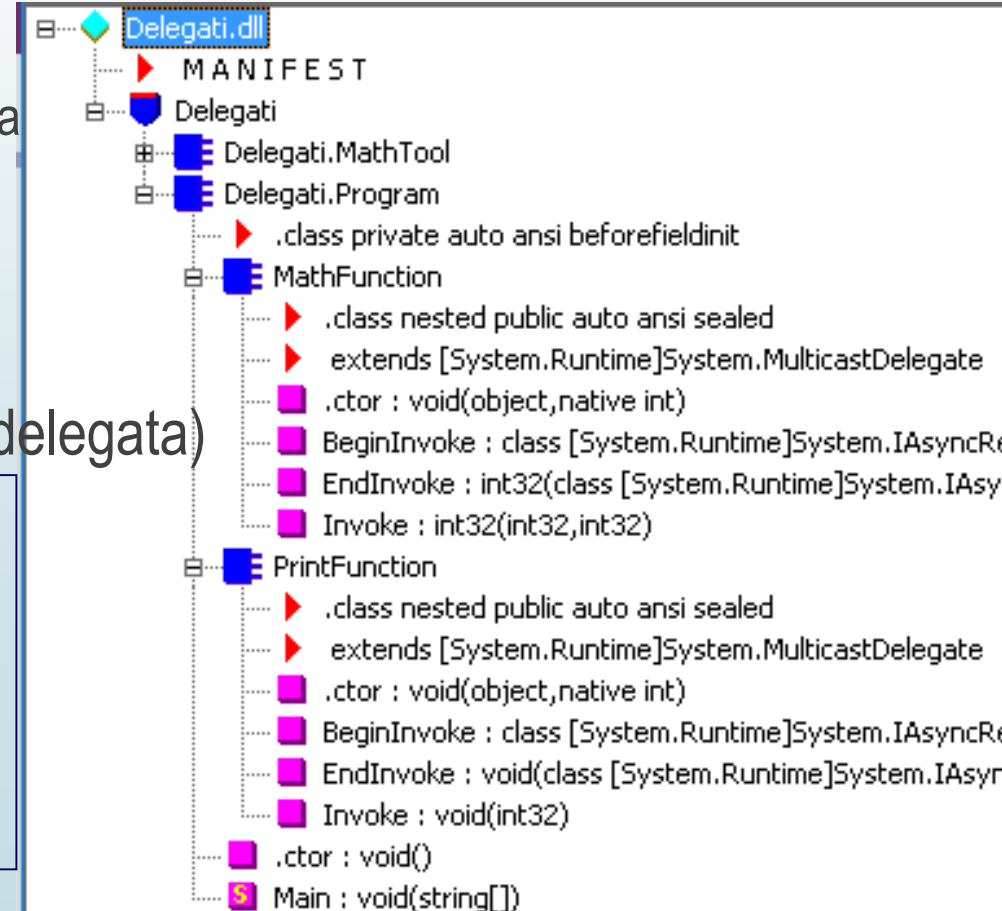 Delegati.dll
MANIFEST
a
Delegati
Delegati.MathTool
Delegati.Program
.class private auto ansi beforefieldinit
MathFunction
.class nested public auto ansi sealed
extends [System.Runtime]System.MulticastDelegate
.ctor : void(object,native int)
delegata)
BeginInvoke : class [System.Runtime]System.IAsyncRe
EndInvoke : int32(class [System.Runtime]System.IAsy
Invoke : int32(int32,int32)
PrintFunction
.class nested public auto ansi sealed
extends [System.Runtime]System.MulticastDelegate
.ctor : void(object,native int)
BeginInvoke : class [System.Runtime]System.IAsyncRe
EndInvoke : void(class [System.Runtime]System.IAsyn
Invoke : void(int32)
.ctor : void()
S Main : void(string[])